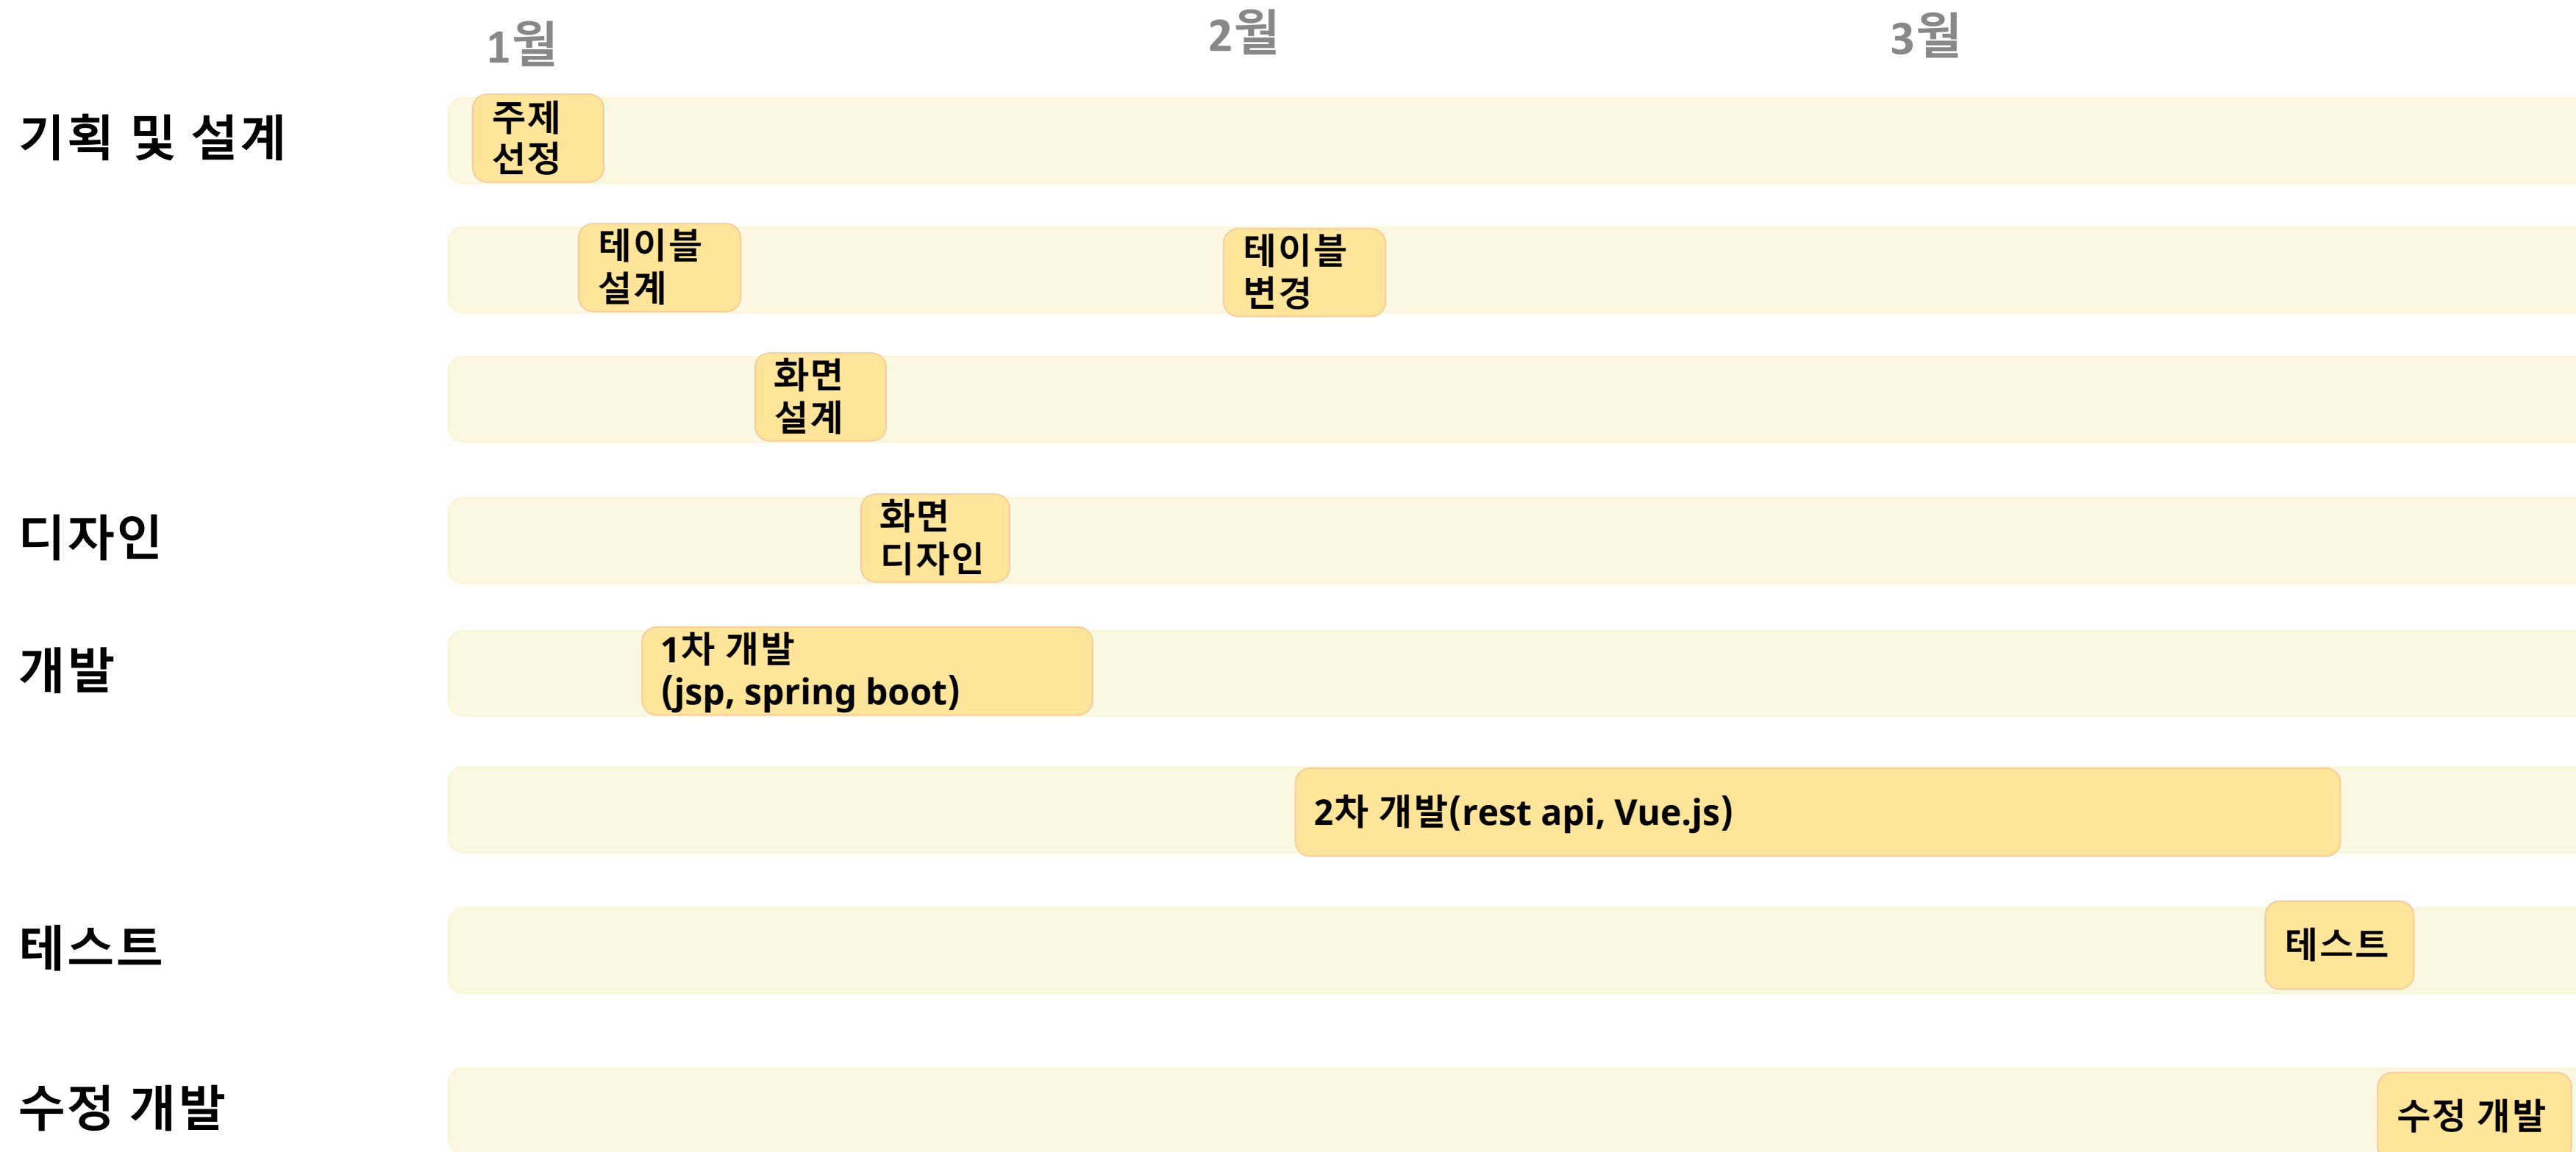 1월
2월
3월
기획 및 설계
주제
선정
테이블
설계
테이블
변경
화면
설계
디자인
화면
디자인
개발
1차 개발
(jsp, spring boot)
2차 개발(rest api, Vue.js)
테스트
테스트
수정 개발
수정 개발